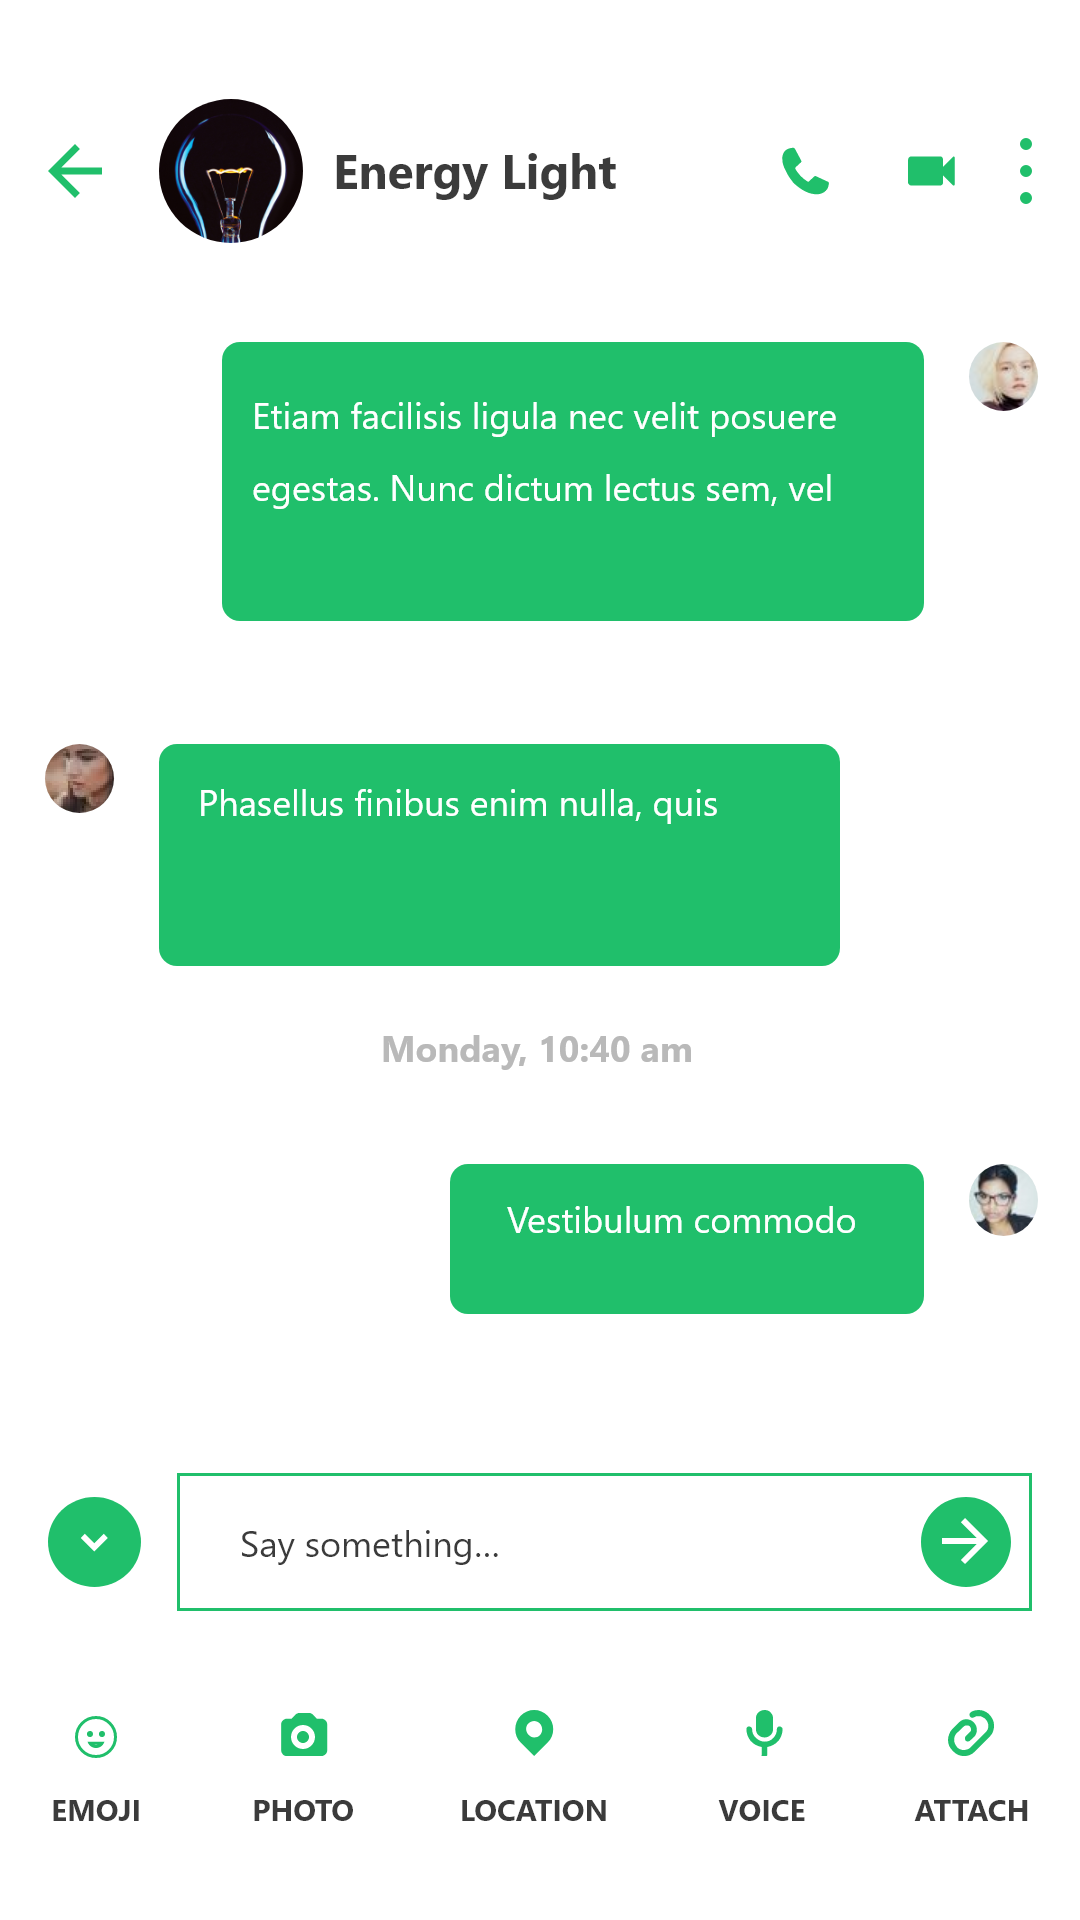 Energy Light
Etiam facilisis ligula nec velit posuere
egestas. Nunc dictum lectus sem, vel
Phasellus finibus enim nulla, quis
Monday, 10:40 am
Vestibulum commodo
Say something...
EMOJI PHOTO LOCATION VOICE ATTACH